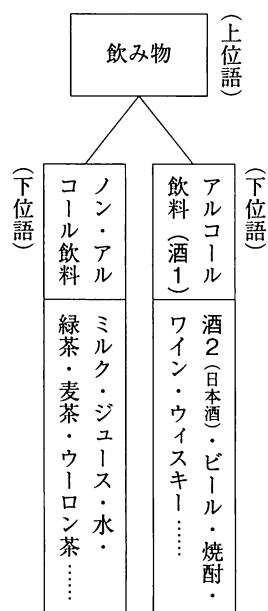 (上位語)
飲み物
(下位語)
アルコール
飲料(酒1)
酒2(日本酒)・ビール・焼酎・
ワイン・ウィスキー……
(下位語)
ノン・アル
コール飲料
ミルク・ジュース・水・
緑茶・麦茶・ウーロン茶……